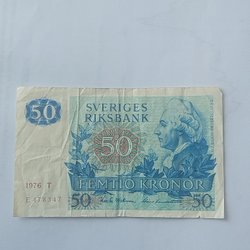 50
SVERIGES
RIKSBANK
50
1976 T
FEMTIO KRONOR
50
50